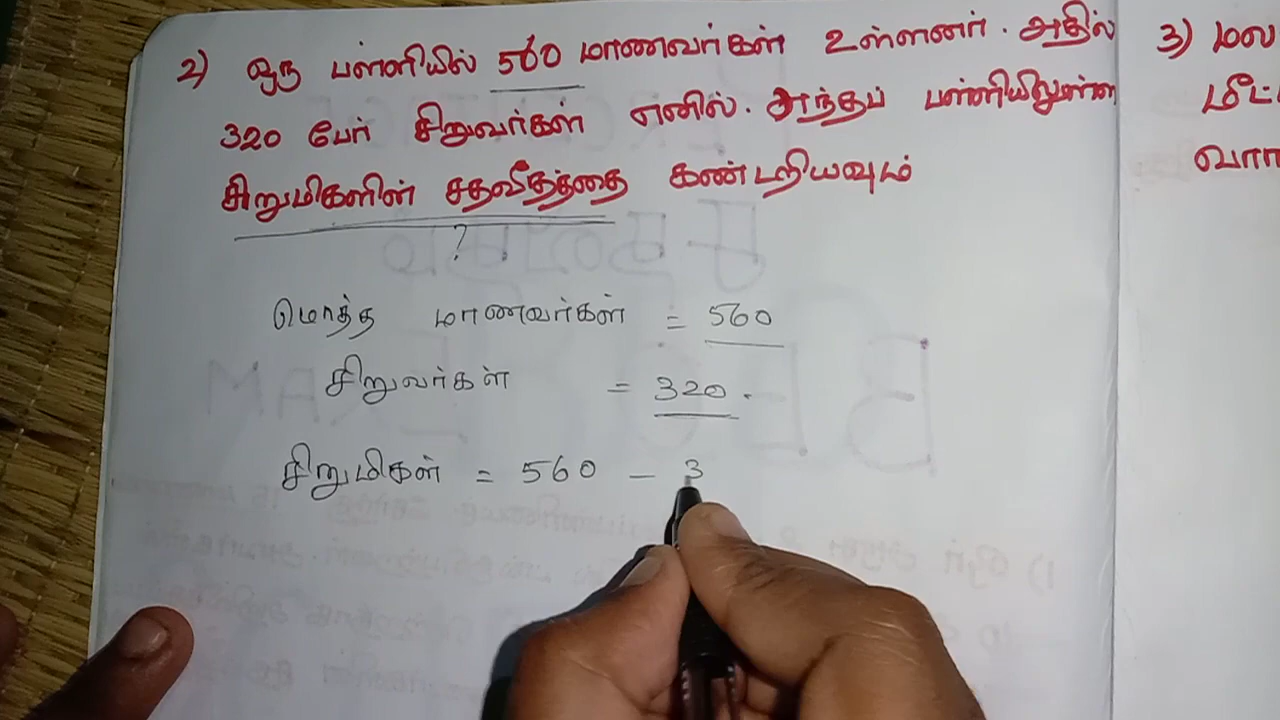 2) ஒரு பள்ளியில் 560 மாணவர்கள் உள்ளனர். அதில்
320 பேர் சிறுவர்கள் எனில். அந்தப் பள்ளியிலுள்ள
சிறுமிகளின் சதவீதத்தை கண்டறியவும்
?
மொத்த மாணவர்கள் = 560
சிறுவர்கள் = 320.
சிறுமிகள் = 560 - 3
3)